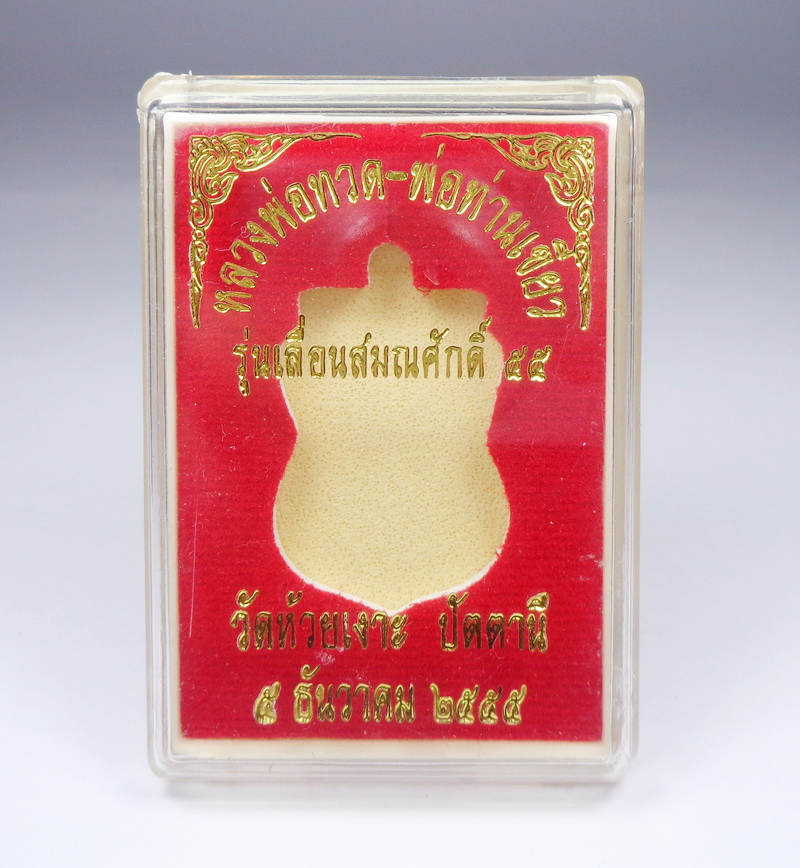 หลวงพ่อทวด-พ่อท่านเขียว
รุ่นเลื่อนสมณศักดิ์ ๕๕
วัดห้วยเงาะ ปัตตานี
๕ ธันวาคม ๒๕๕๕